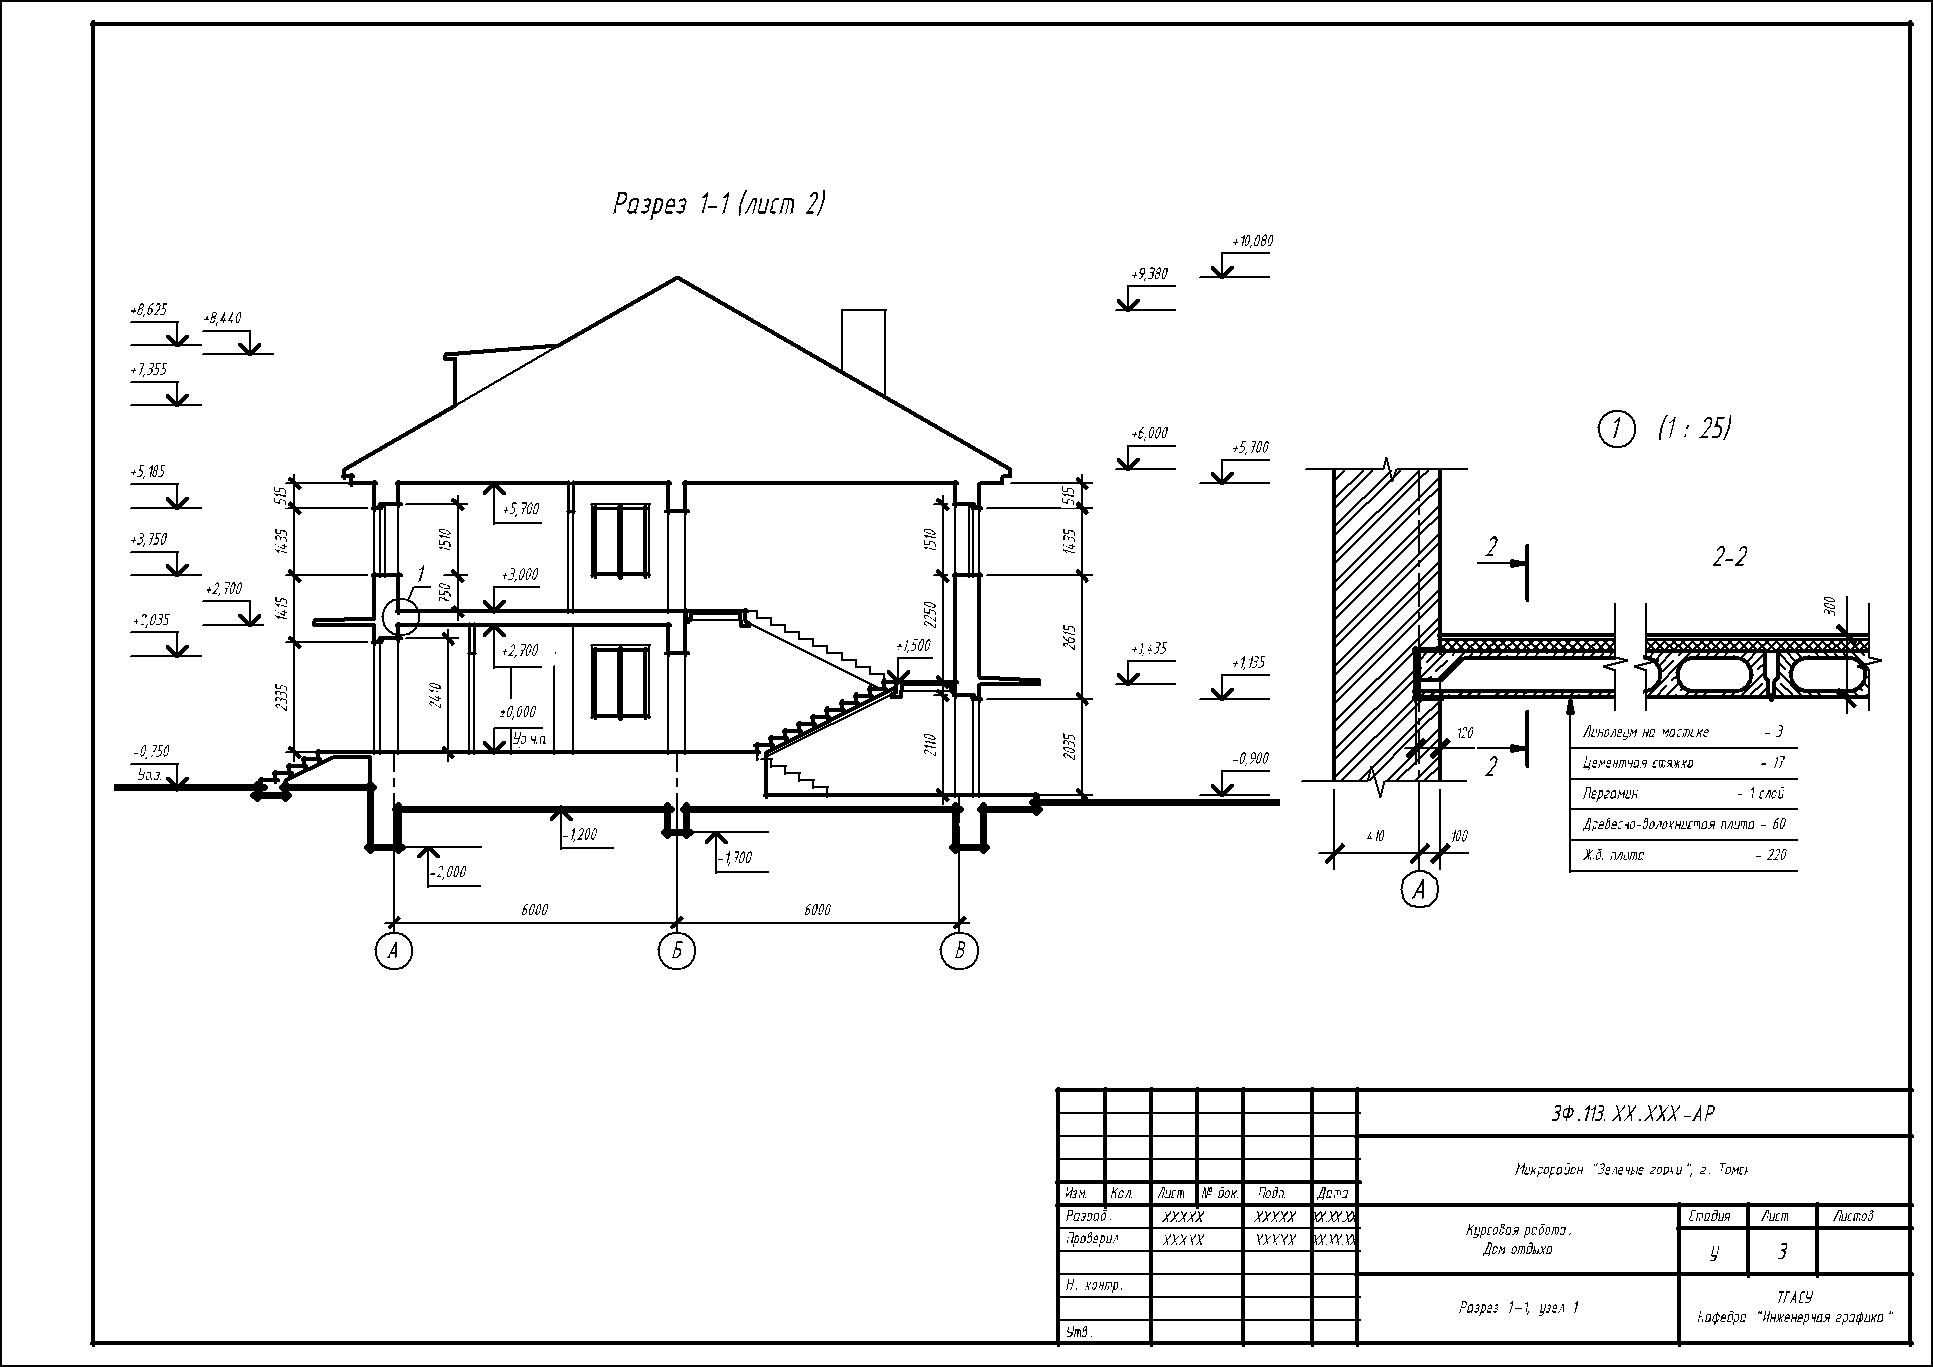 Разрез 1-1 (лист 2)
+10,080
+9,380
+8,625
+8,440
+7,355
+6,000
+5,700
1 (1 : 25)
+5,185
515
+5,700
515
1435
1510
1510
1435
+3,750
2
2-2
+3,000
1
+2,700
750
1415
300
2250
+2,035
2615
+2,700
+1,500
+1,435
+1,135
2335
2410
±0,000
Ур.ч.п.
2110
2035
120
2
-0,750
Ур.з.
-0,900
Линолеум на мастике - 3
Цементная стяжка - 17
Пергамин - 1 слой
Древесно-волокнистая плита - 60
Ж.б. плита - 220
410
100
А
-1,200
-1,700
-2,000
6000
6000
А
Б
В
ЗФ.113.XX.XXX-АР
Микрорайон "Зеленые горки", г. Томск
Изм.
Кол.
Лист
№ док.
Подп.
Дата
Разраб.
XXXXX
XXXXX
XX.XX.XX
Проверил
XXXXX
XXXXX
XX.XX.XX
Н. контр.
Утв.
Курсовая работа.
Дом отдыха
Стадия
Лист
Листов
У
3
Разрез 1-1, узел 1
ТГАСУ
Кафедра "Инженерная графика"